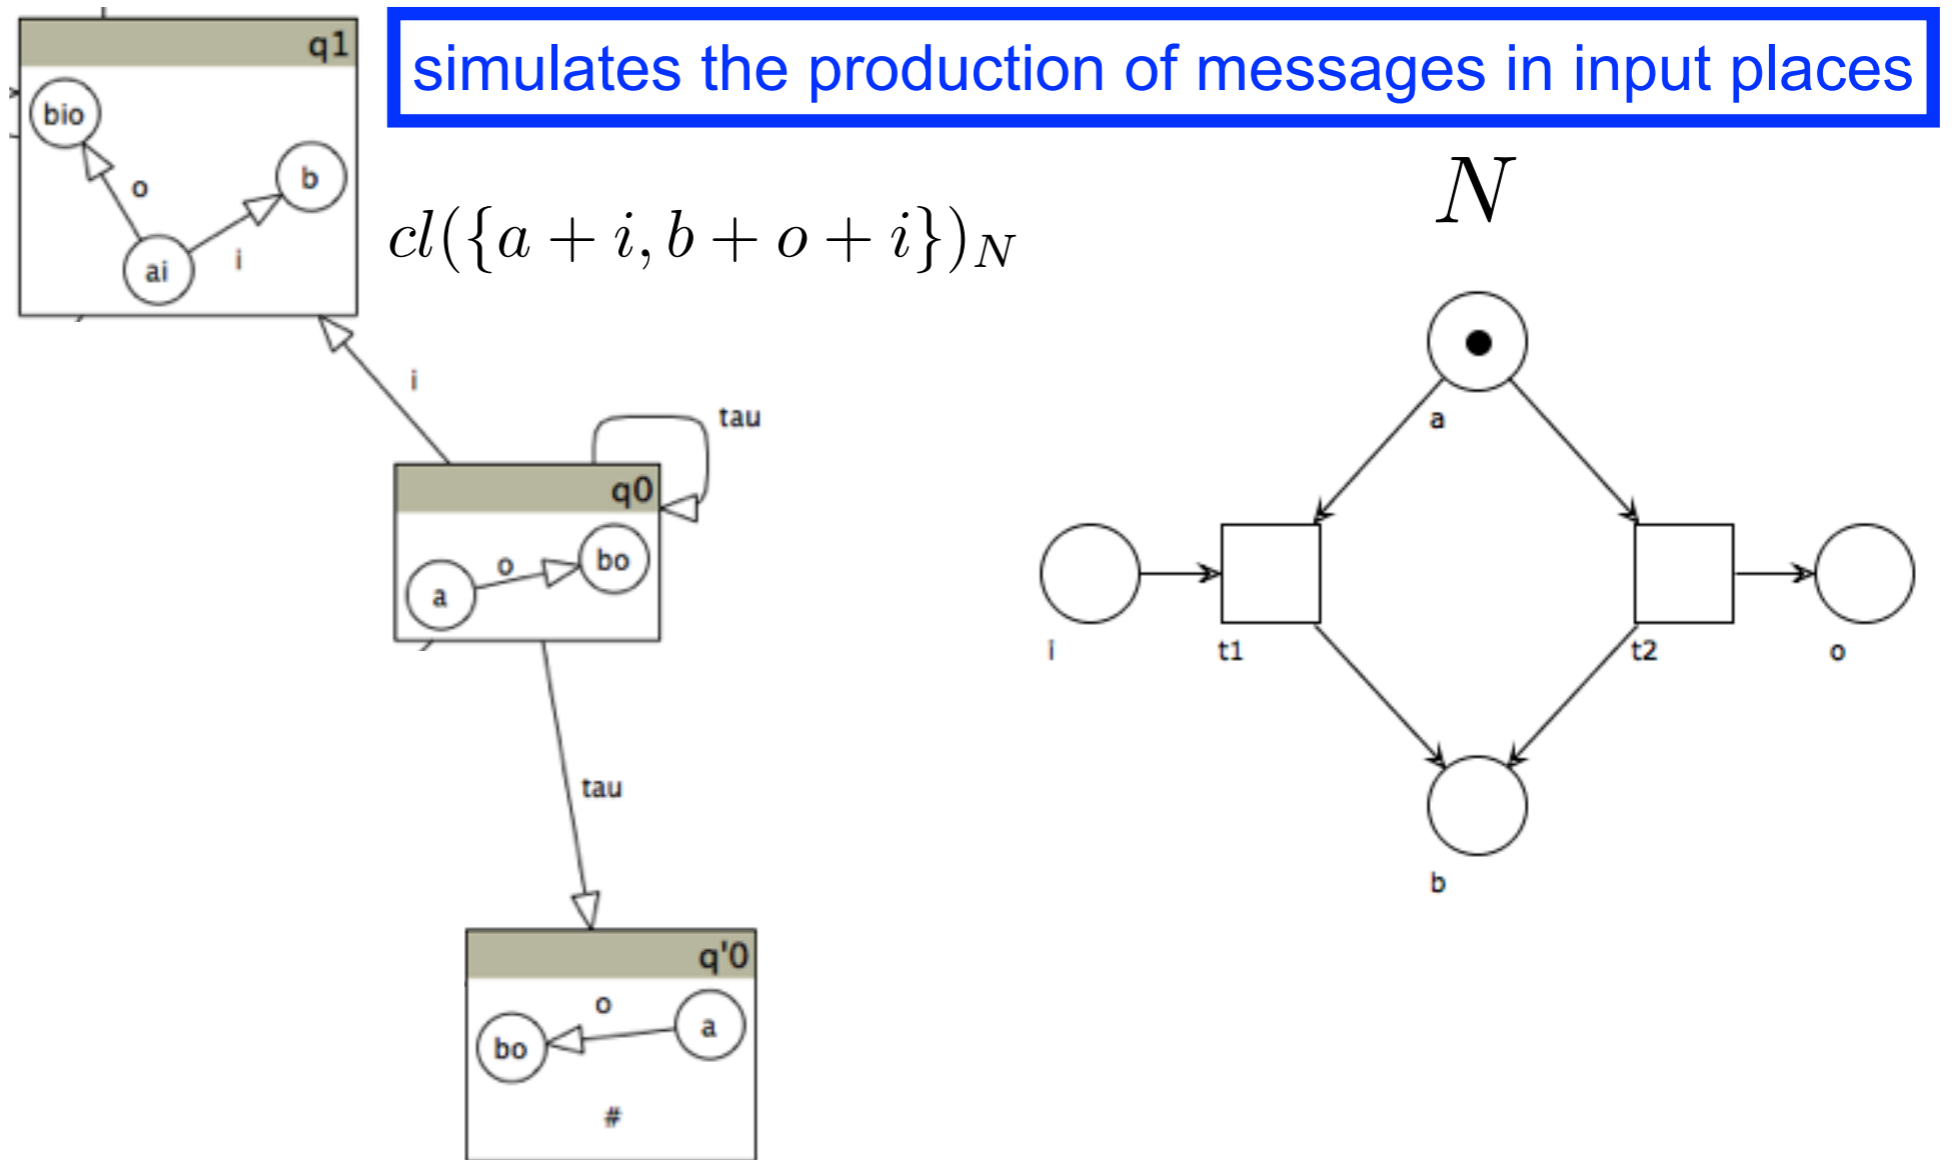 q1
simulates the production of messages in input places
bio
b
o
i
ai
cl({a + i, b + o + i})_N
N
i
tau
a
q0
o
bo
a
i
t1
t2
o
tau
b
q'0
o
a
bo
#